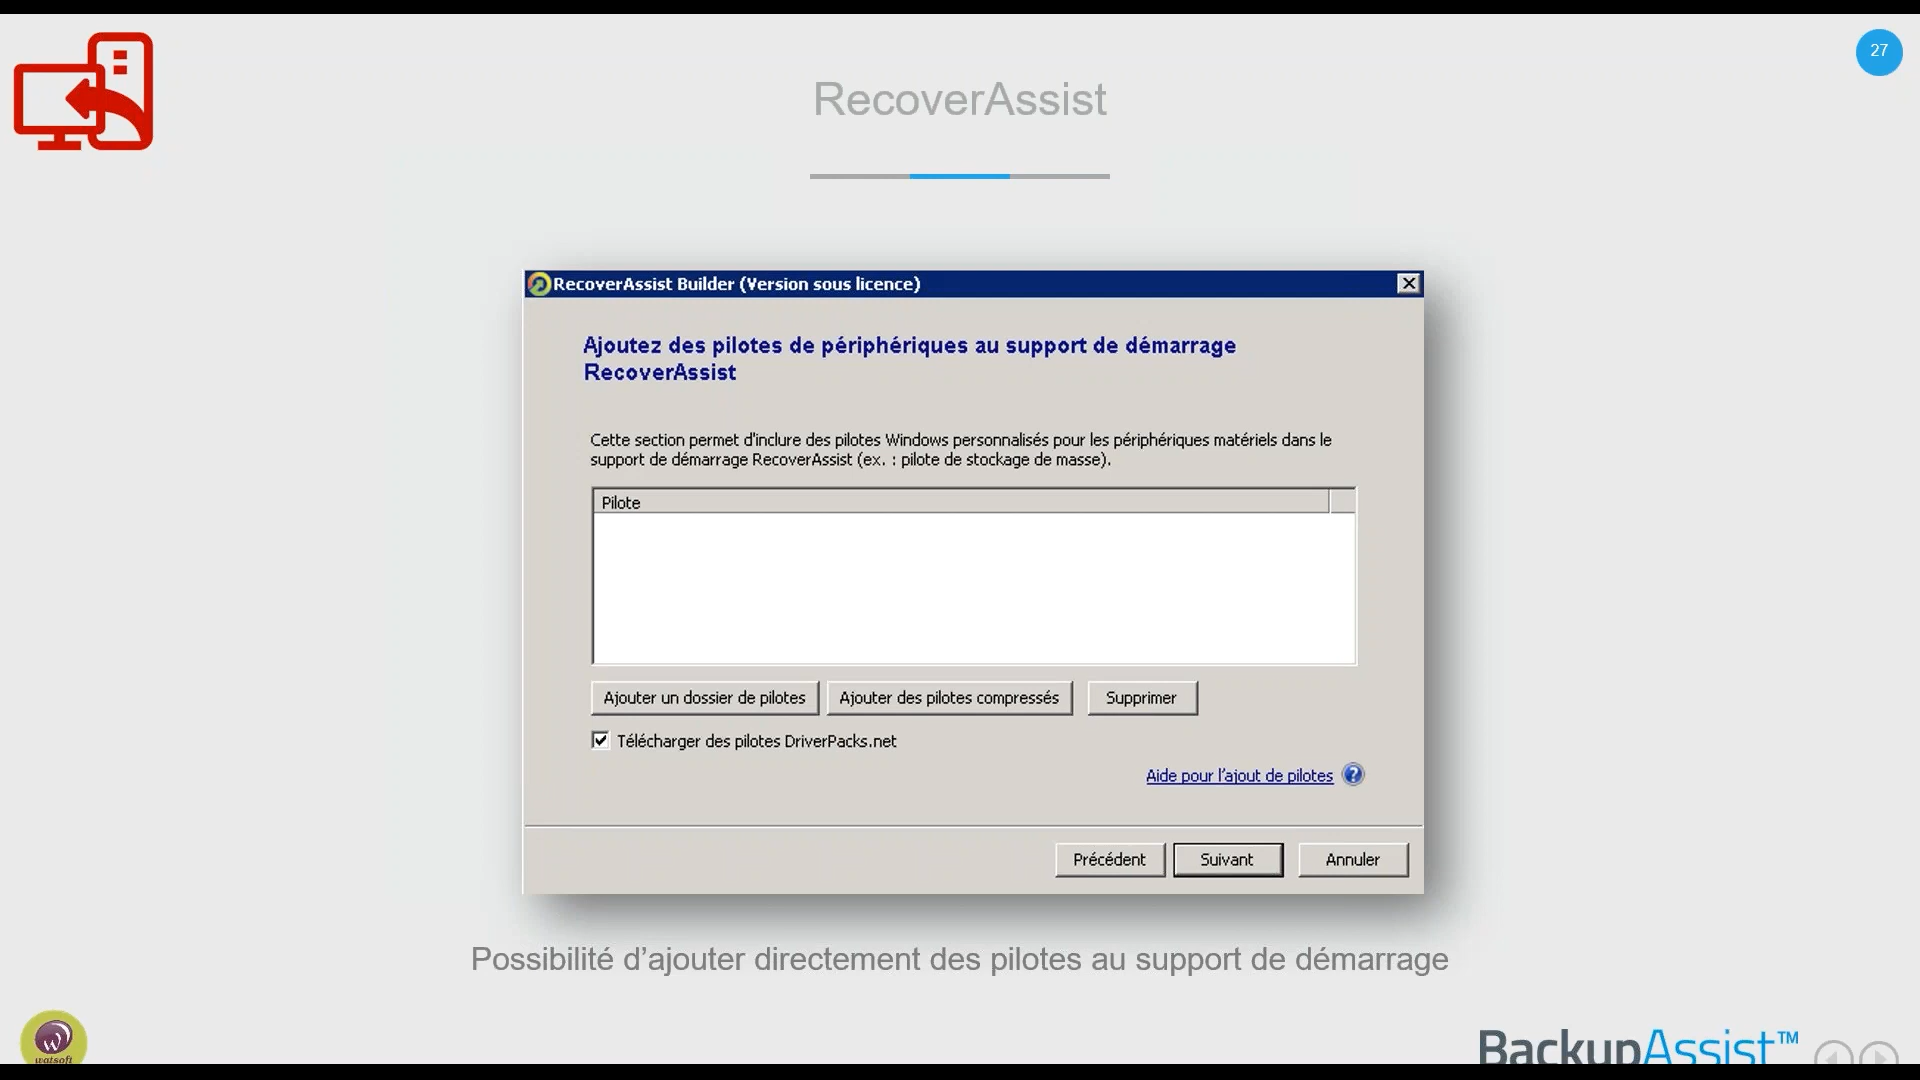 27
RecoverAssist
RecoverAssist Builder (Version sous licence)
Ajoutez des pilotes de périphériques au support de démarrage
RecoverAssist
Cette section permet d'inclure des pilotes Windows personnalisés pour les périphériques matériels dans le
support de démarrage RecoverAssist (ex. : pilote de stockage de masse).
Pilote
Ajouter un dossier de pilotes
Ajouter des pilotes compressés
Supprimer
Télécharger des pilotes DriverPacks.net
Aide pour l'ajout de pilotes
Précédent
Suivant
Annuler
Possibilité d’ajouter directement des pilotes au support de démarrage
watsoft
BackupAssist™